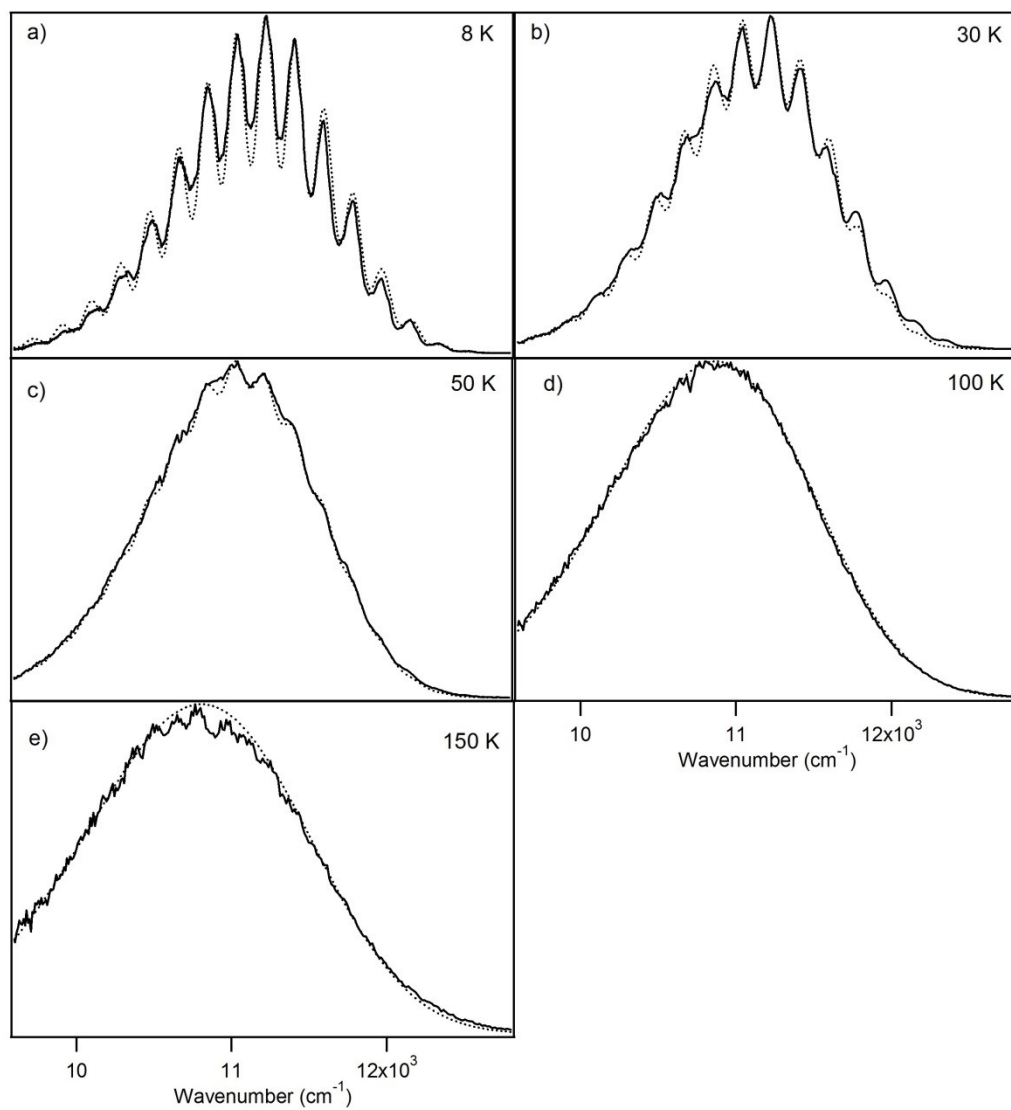 a) 8 K
b) 30 K
c) 50 K
d) 100 K
10 11 12x10³
Wavenumber (cm⁻¹)
e) 150 K
10 11 12x10³
Wavenumber (cm⁻¹)